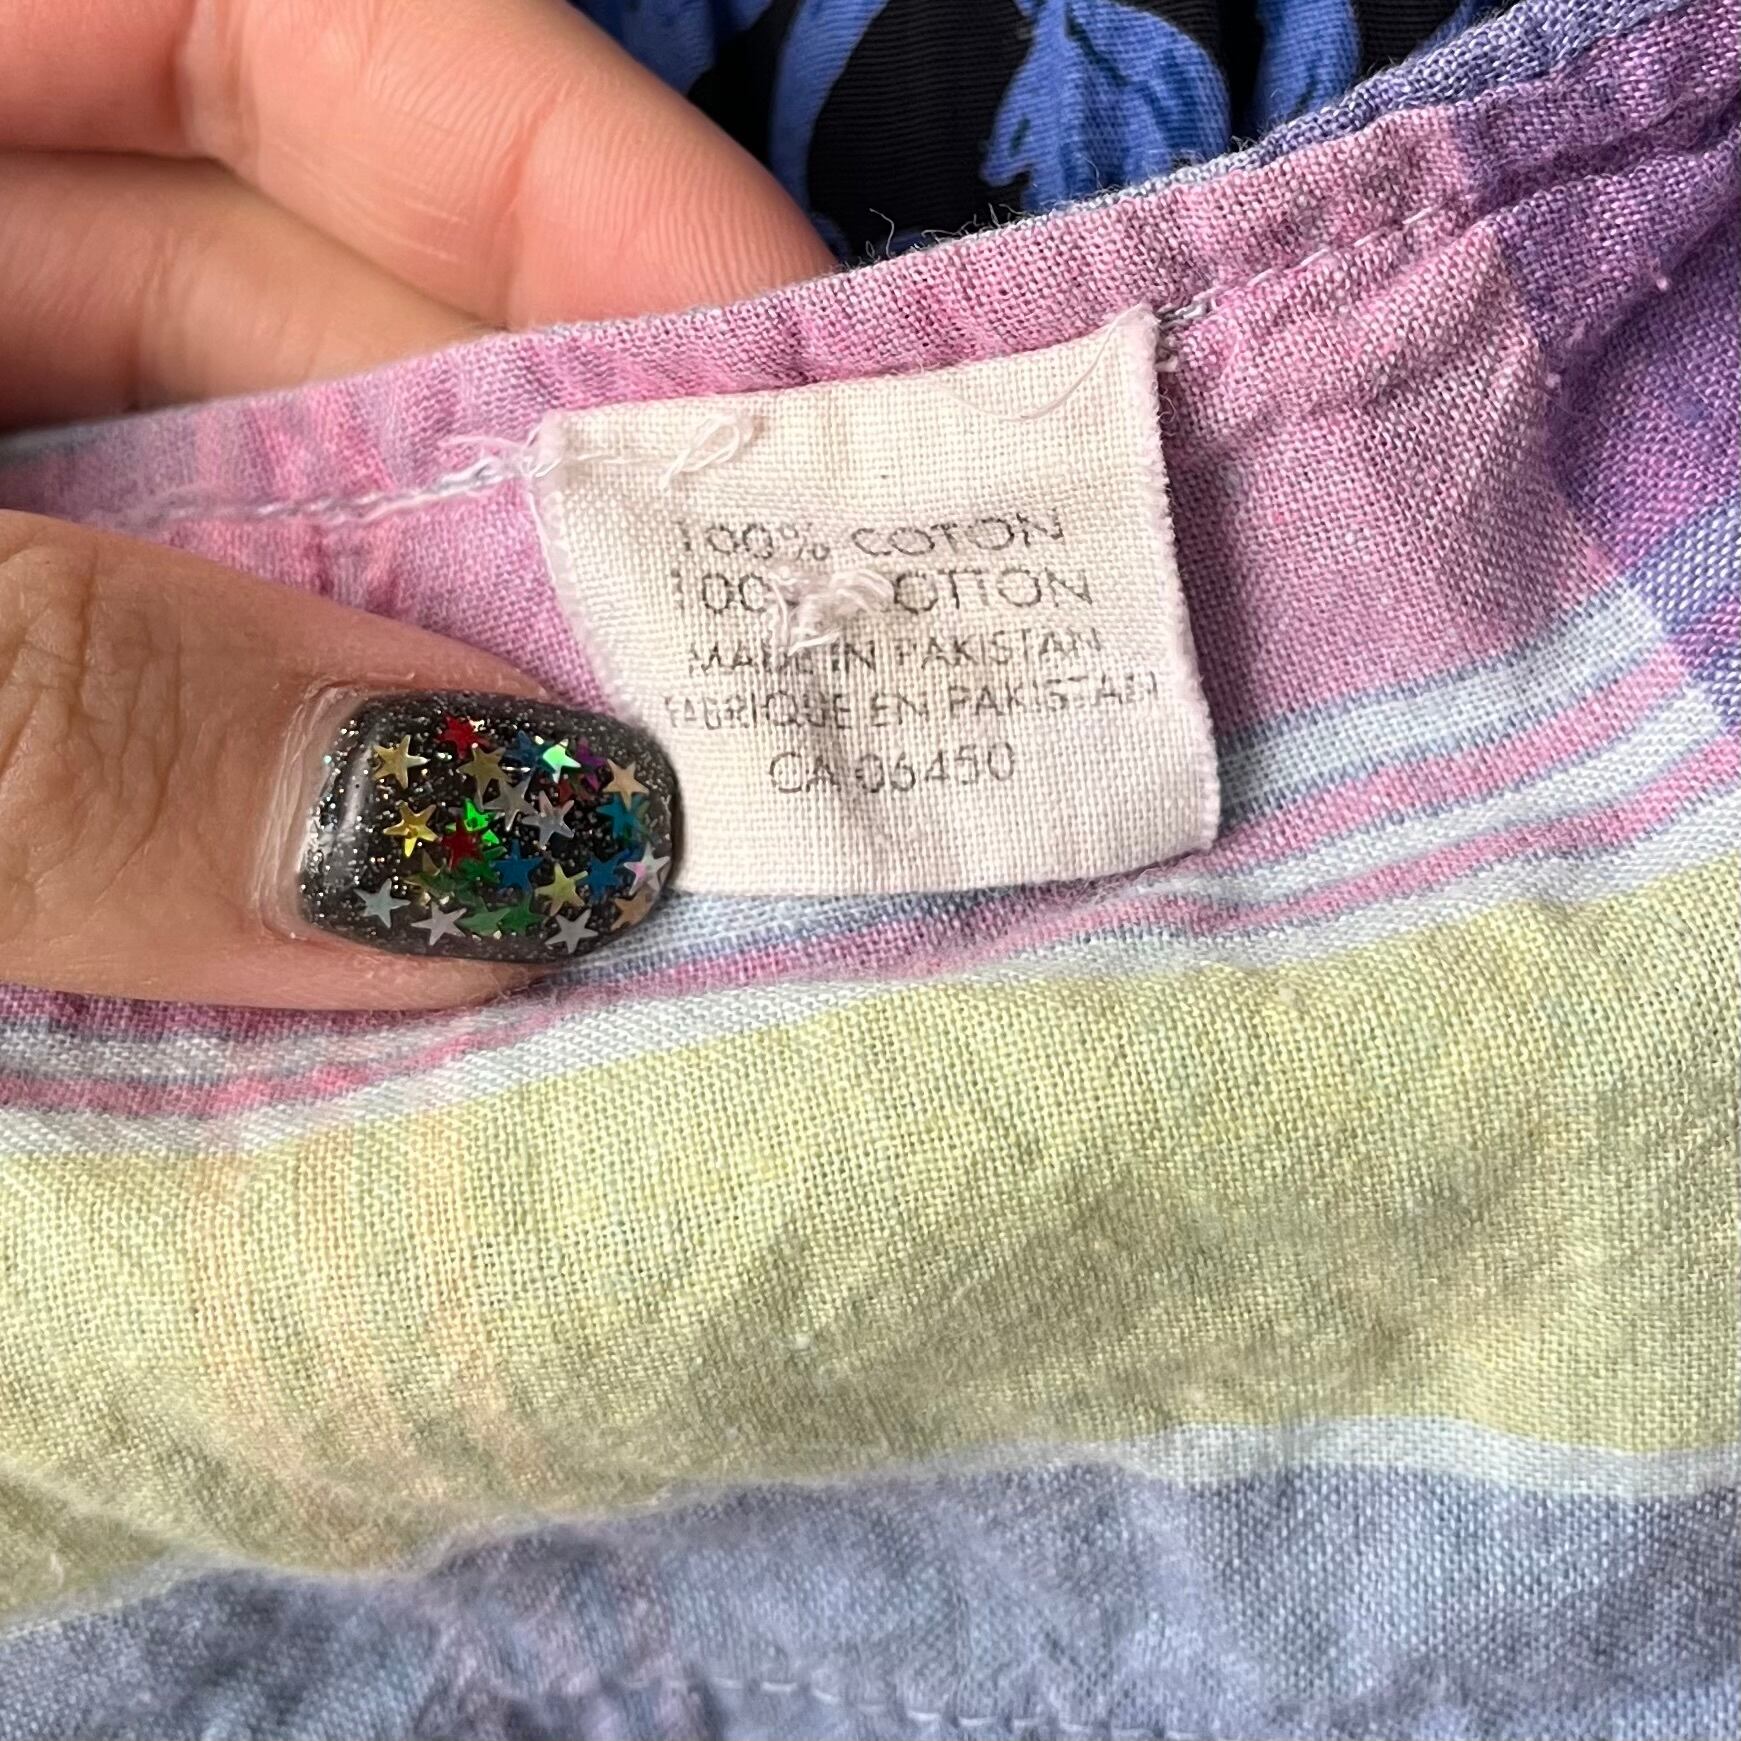 100% COTON
100% COTTON
MADE IN PAKISTAN
FABRIQUE EN PAKISTAN
CA 06450